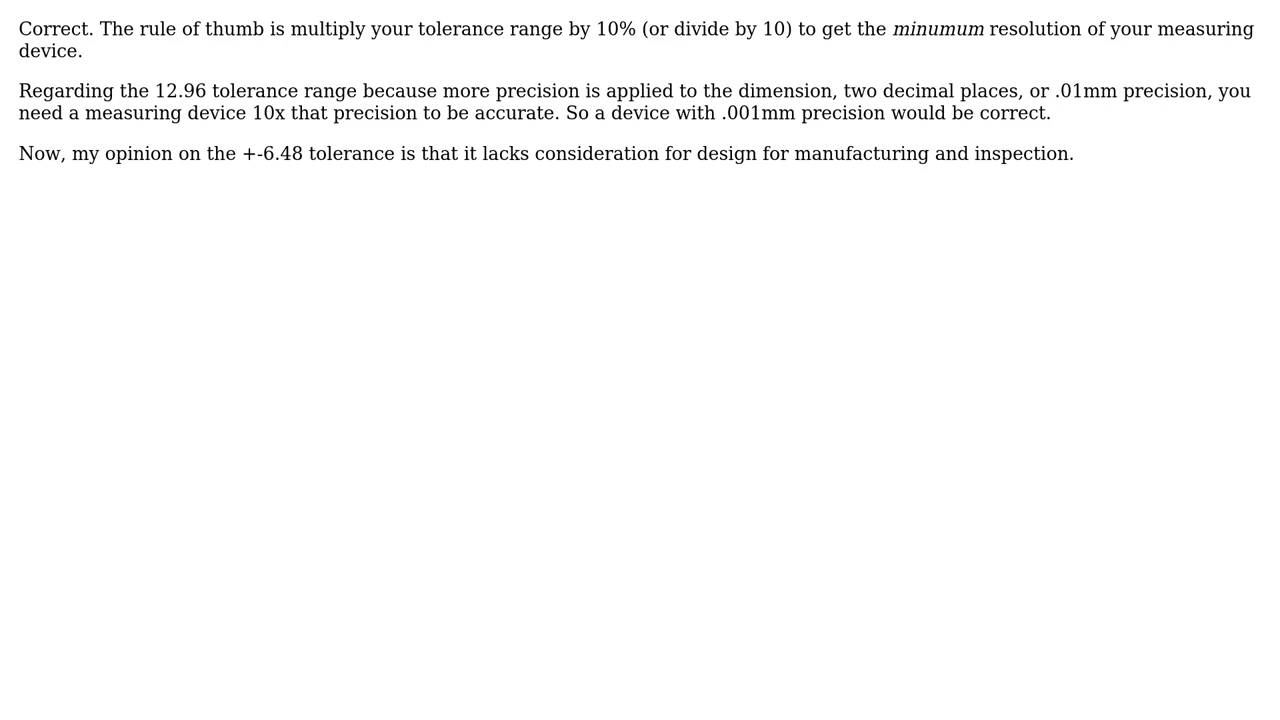 Correct. The rule of thumb is multiply your tolerance range by 10% (or divide by 10) to get the minumum resolution of your measuring
device.
Regarding the 12.96 tolerance range because more precision is applied to the dimension, two decimal places, or .01mm precision, you
need a measuring device 10x that precision to be accurate. So a device with .001mm precision would be correct.
Now, my opinion on the +-6.48 tolerance is that it lacks consideration for design for manufacturing and inspection.